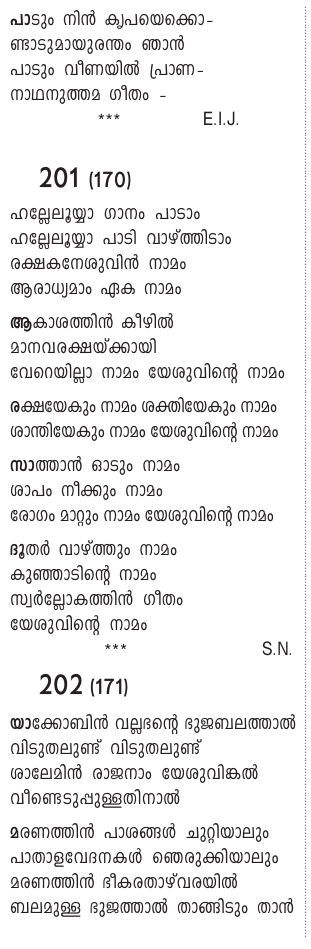 പാടും നിൻ കൃപയെക്കൊ-
ണ്ടാടുമായുരന്തം ഞാൻ
പാടും വീണയിൽ പ്രാണ-
നാഥനുത്തമ ഗീതം -
*** E.I.J.
201 (170)
ഹല്ലേലൂയ്യാ ഗാനം പാടാം
ഹല്ലേലൂയ്യാ പാടി വാഴ്ത്തിടാം
രക്ഷകനേശുവിൻ നാമം
ആരാധ്യമാം ഏക നാമം
ആകാശത്തിൻ കീഴിൽ
മാനവരക്ഷയ്ക്കായി
വേറെയില്ലാ നാമം യേശുവിന്റെ നാമം
രക്ഷയേകും നാമം ശക്തിയേകും നാമം
ശാന്തിയേകും നാമം യേശുവിന്റെ നാമം
സാത്താൻ ഓടും നാമം
ശാപം നീക്കും നാമം
രോഗം മാറ്റും നാമം യേശുവിന്റെ നാമം
ദൂതർ വാഴ്ത്തും നാമം
കുഞ്ഞാടിന്റെ നാമം
സ്വർല്ലോകത്തിൻ ഗീതം
യേശുവിന്റെ നാമം
*** S.N.
202 (171)
യാക്കോബിൻ വല്ലഭന്റെ ഭുജബലത്താൽ
വിടുതലുണ്ട് വിടുതലുണ്ട്
ശാലേമിൻ രാജനാം യേശുവിങ്കൽ
വീണ്ടെടുപ്പുള്ളതിനാൽ
മരണത്തിൻ പാശങ്ങൾ ചുറ്റിയാലും
പാതാളവേദനകൾ ഞെരുക്കിയാലും
മരണത്തിൻ ഭീകരതാഴ്വരയിൽ
ബലമുള്ള ഭുജത്താൽ താങ്ങിടും താൻ